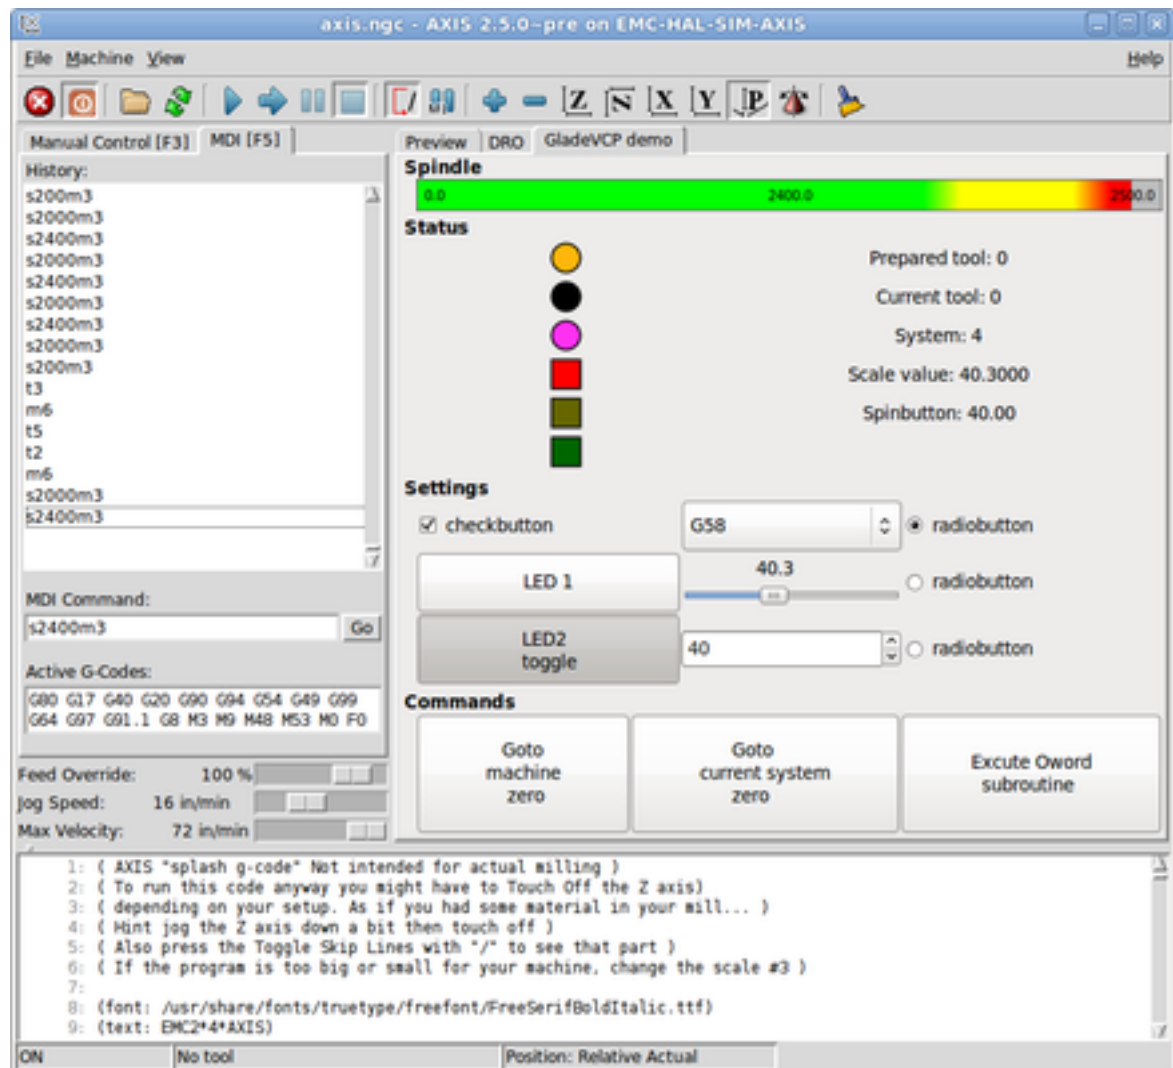 axis.ngc - AXIS 2.5.0~pre on EMC-HAL-SIM-AXIS
File Machine View Help
Z N X Y P
Manual Control [F3] MDI [F5]
History:
s200m3
s2000m3
s2400m3
s2000m3
s2400m3
s2000m3
s2400m3
s2000m3
s200m3
t3
m6
t5
t2
m6
s2000m3
s2400m3
MDI Command:
s2400m3 Go
Active G-Codes:
G80 G17 G40 G20 G90 G94 G54 G49 G99
G64 G97 G91.1 G8 M3 M9 M48 M53 M0 F0
Feed Override: 100 %
Jog Speed: 16 in/min
Max Velocity: 72 in/min
Preview DRO GladeVCP demo
Spindle
0.0 2400.0 2500.0
Status
Prepared tool: 0
Current tool: 0
System: 4
Scale value: 40.3000
Spinbutton: 40.00
Settings
checkbutton G58 radiobutton
LED 1 40.3 radiobutton
LED2
toggle 40 radiobutton
Commands
Goto
machine
zero
Goto
current system
zero
Excute Oword
subroutine
1: ( AXIS "splash g-code" Not intended for actual milling )
2: ( To run this code anyway you might have to Touch Off the Z axis)
3: ( depending on your setup. As if you had some material in your mill... )
4: ( Hint jog the Z axis down a bit then touch off )
5: ( Also press the Toggle Skip Lines with "/" to see that part )
6: ( If the program is too big or small for your machine, change the scale #3 )
7:
8: (font: /usr/share/fonts/truetype/freefont/FreeSerifBoldItalic.ttf)
9: (text: EMC2*4*AXIS)
ON No tool Position: Relative Actual